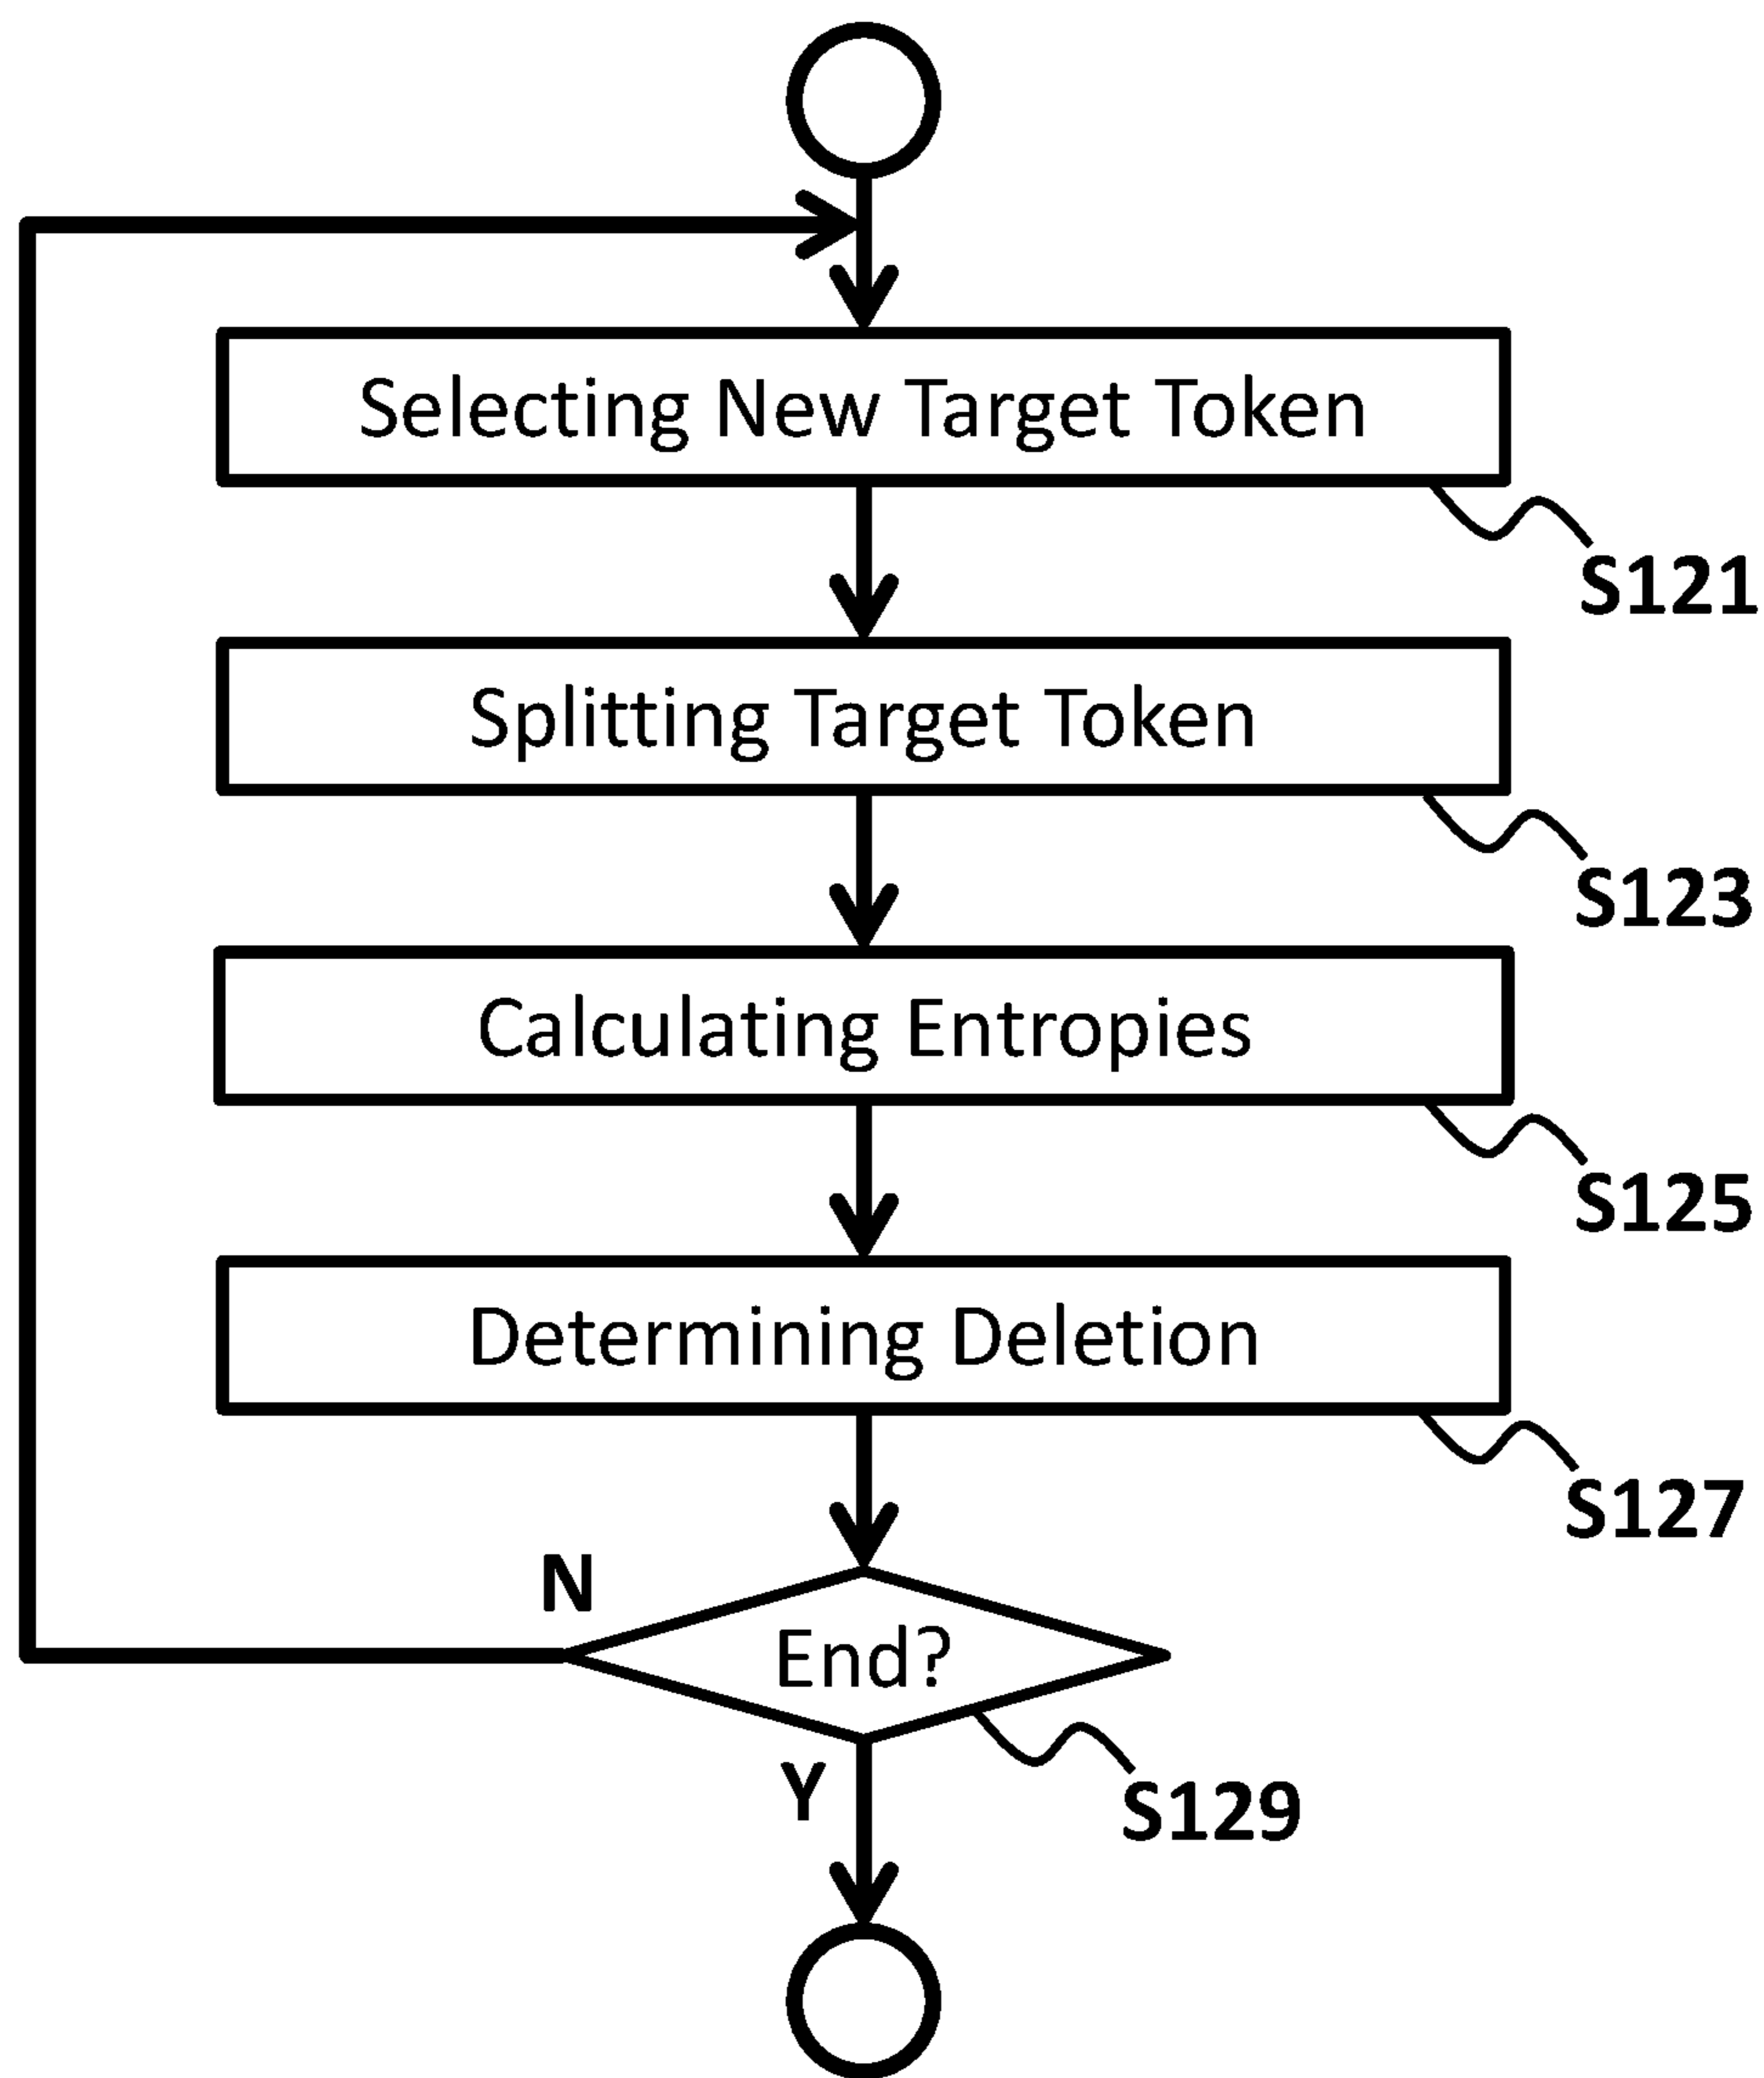 Selecting New Target Token
S121
Splitting Target Token
S123
Calculating Entropies
S125
Determining Deletion
S127
N
End?
Y
S129